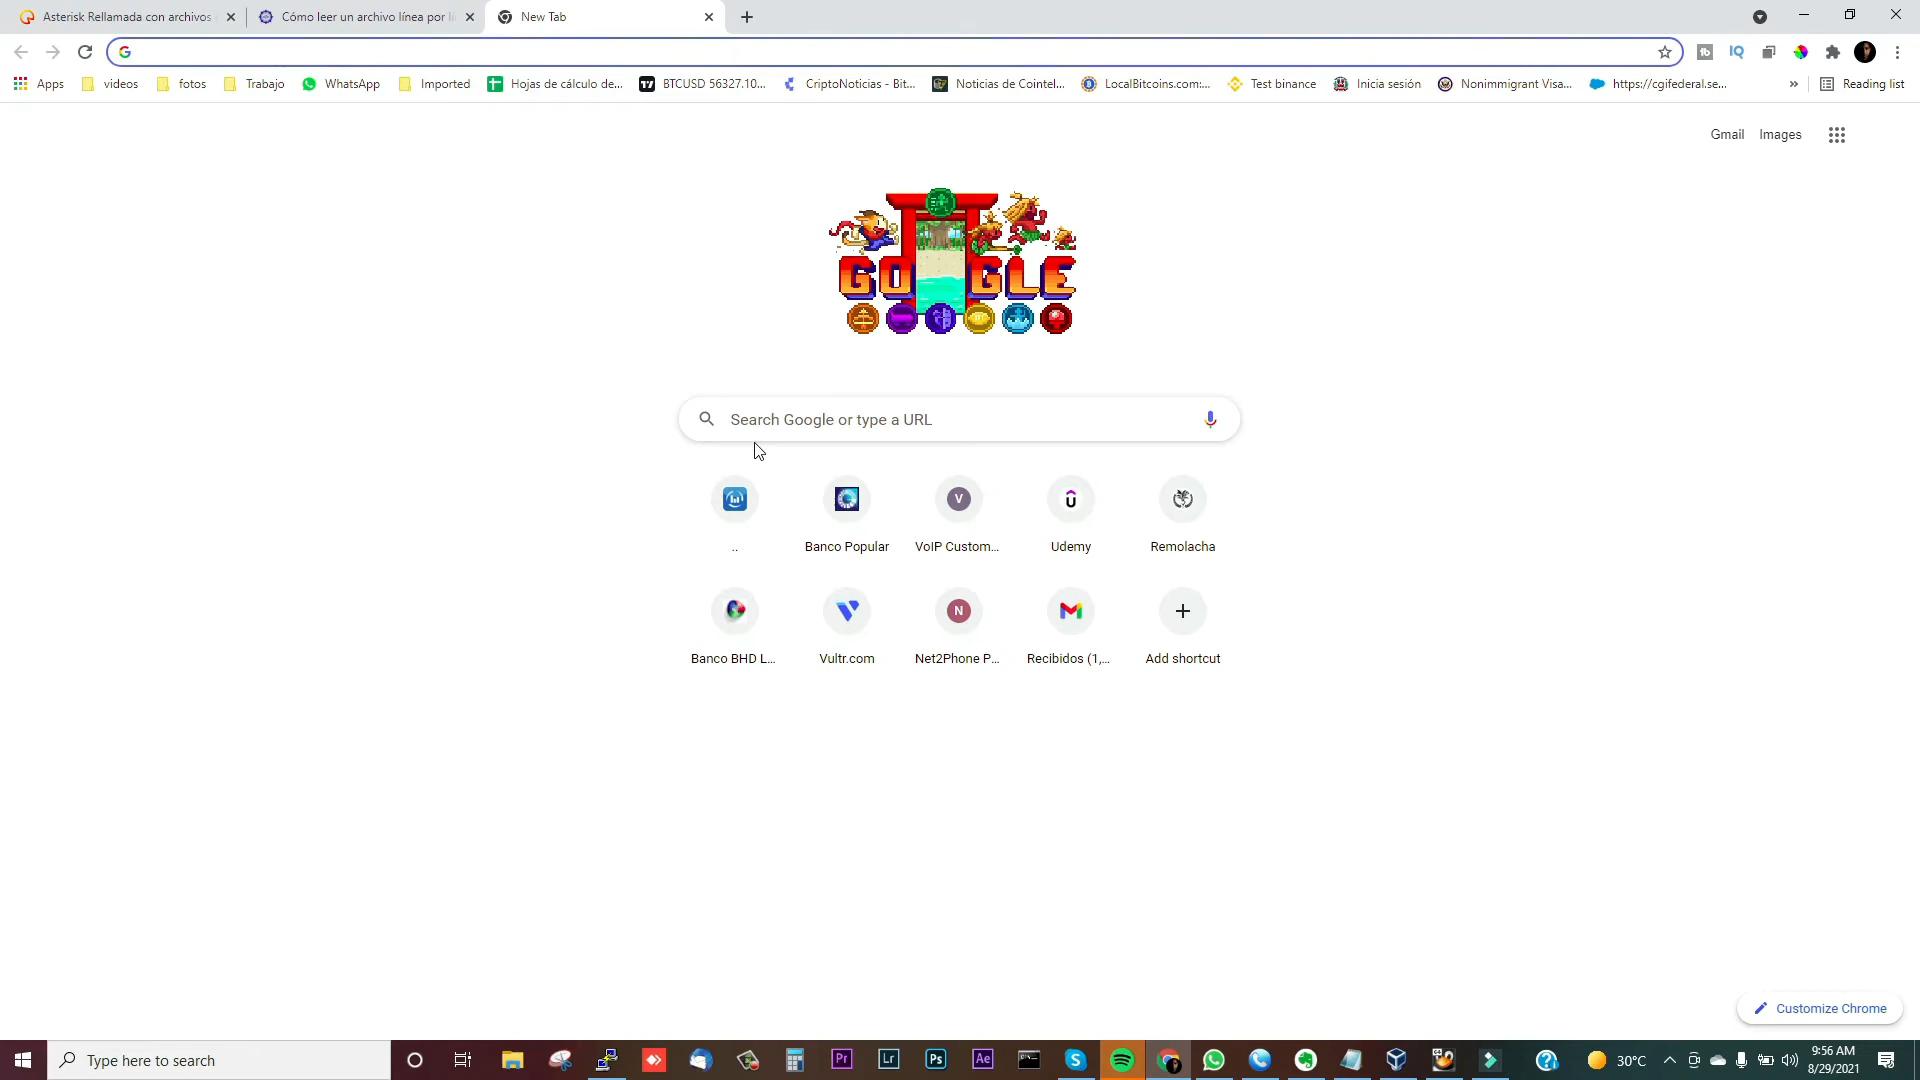 Asterisk Rellamada con archivos
Cómo leer un archivo línea por lí
New Tab
Apps
videos
fotos
Trabajo
WhatsApp
Imported
Hojas de cálculo de...
BTCUSD 56327.10...
CriptoNoticias - Bit...
Noticias de Cointel...
LocalBitcoins.com:...
Test binance
Inicia sesión
Nonimmigrant Visa...
https://cgifederal.se...
»
Reading list
Gmail
Images
GOOGLE
Search Google or type a URL
..
Banco Popular
VoIP Custom...
Udemy
Remolacha
Banco BHD L...
Vultr.com
Net2Phone P...
Recibidos (1,...
Add shortcut
Customize Chrome
Type here to search
30°C
9:56 AM
8/29/2021